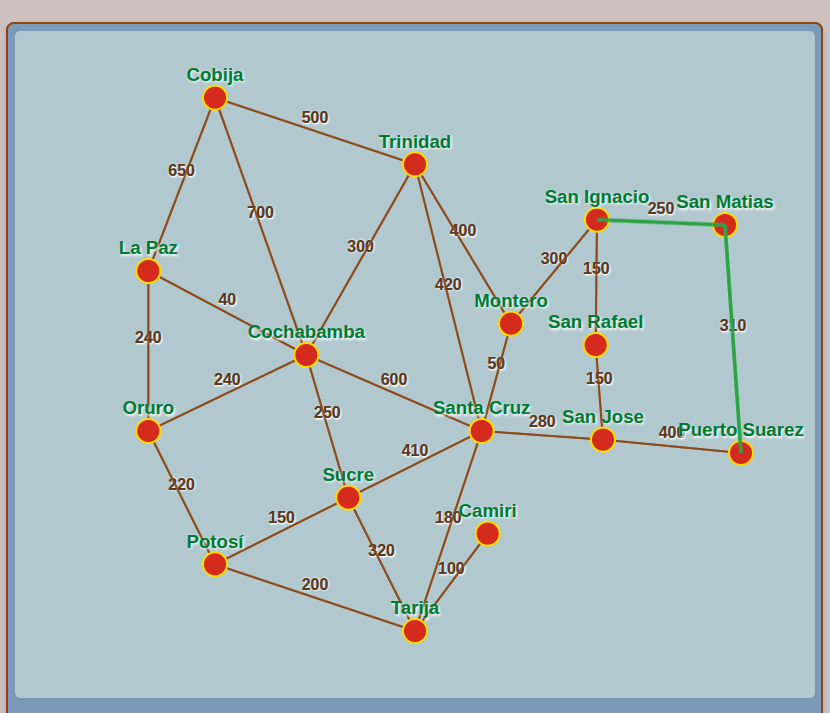 Cobija
500
Trinidad
650
San Ignacio
250
San Matias
700
400
La Paz
300
300
150
420
40
Montero
310
Cochabamba
San Rafael
240
50
240
600
150
Oruro
250
Santa Cruz
280
San Jose
400
Puerto Suarez
410
Sucre
220
150
180
Camiri
Potosí
320
100
200
Tarija